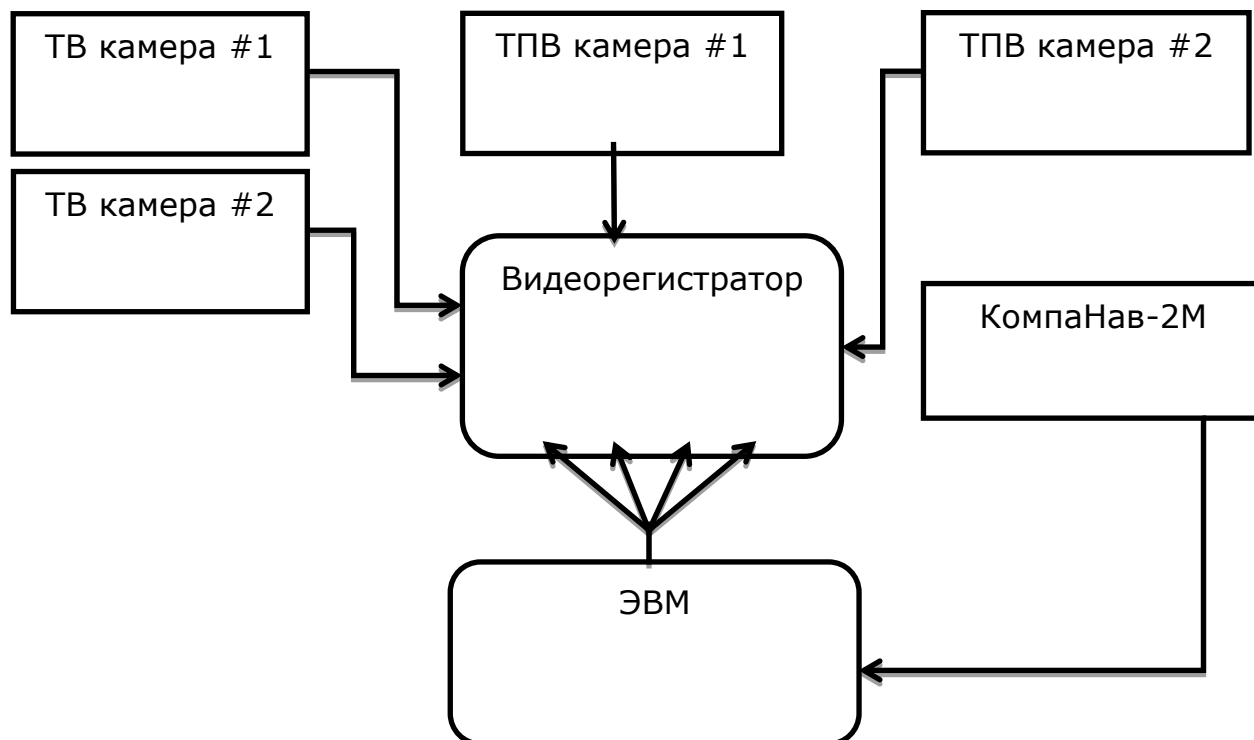 ТВ камера #1
ТПВ камера #1
ТПВ камера #2
ТВ камера #2
Видеорегистратор
КомпаНав-2М
ЭВМ